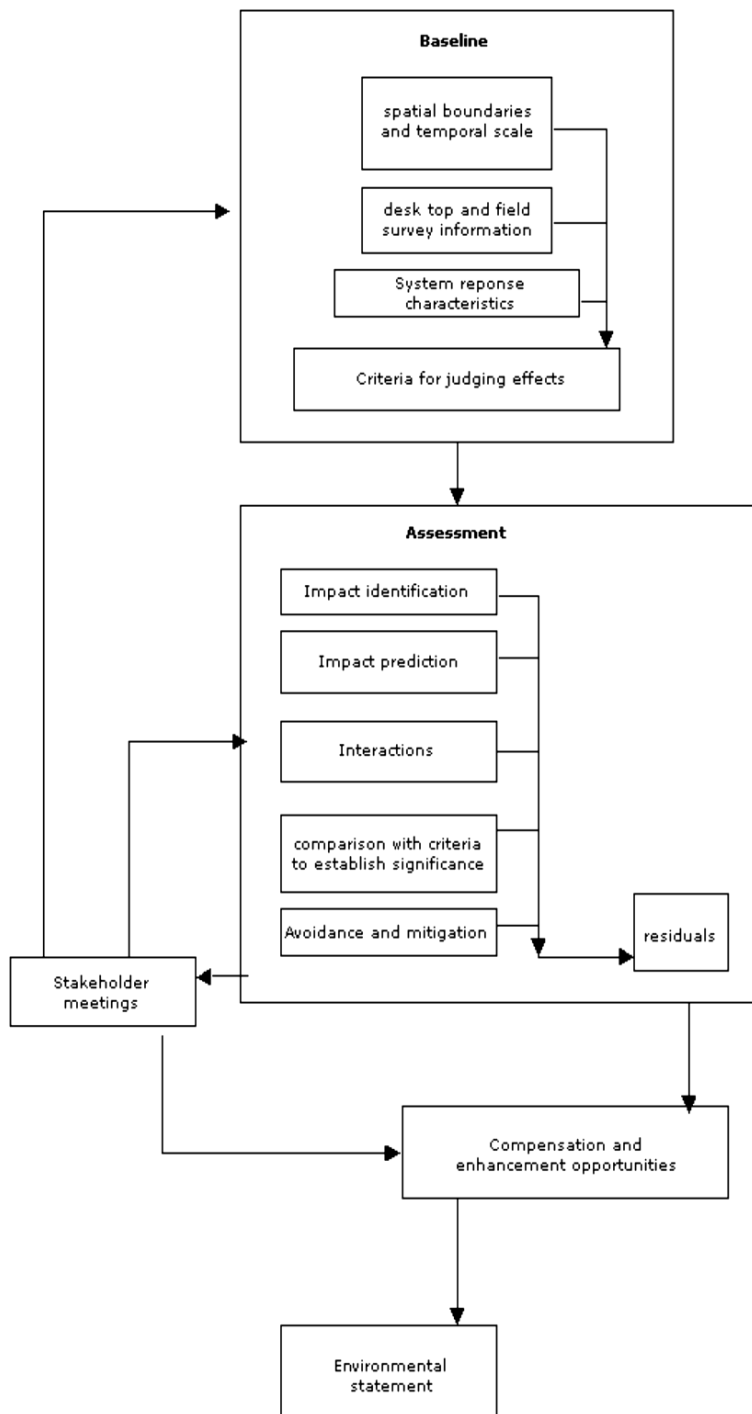 Baseline
spatial boundaries
and temporal scale
desk top and field
survey information
System reponse
characteristics
Criteria for judging effects
Assessment
Impact identification
Impact prediction
Interactions
comparison with criteria
to establish significance
Avoidance and mitigation
residuals
Stakeholder
meetings
Compensation and
enhancement opportunities
Environmental
statement